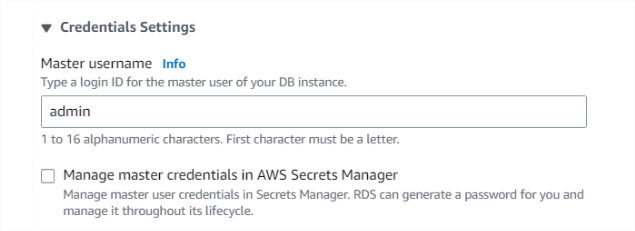 Credentials Settings
Master username Info
Type a login ID for the master user of your DB instance.
admin
1 to 16 alphanumeric characters. First character must be a letter.
Manage master credentials in AWS Secrets Manager
Manage master user credentials in Secrets Manager. RDS can generate a password for you and
manage it throughout its lifecycle.